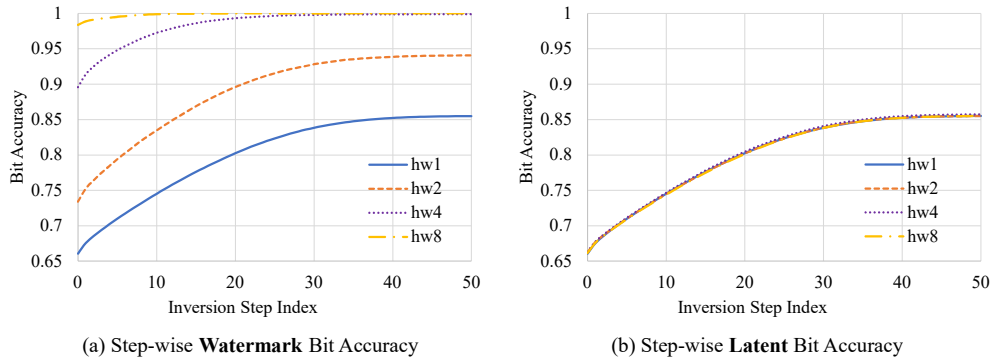 1
0.95
0.9
0.85
0.8
0.75
0.7
0.65
Bit Accuracy
0 10 20 30 40 50
Inversion Step Index
hw1
hw2
hw4
hw8
(a) Step-wise Watermark Bit Accuracy
1
0.95
0.9
0.85
0.8
0.75
0.7
0.65
Bit Accuracy
0 10 20 30 40 50
Inversion Step Index
hw1
hw2
hw4
hw8
(b) Step-wise Latent Bit Accuracy